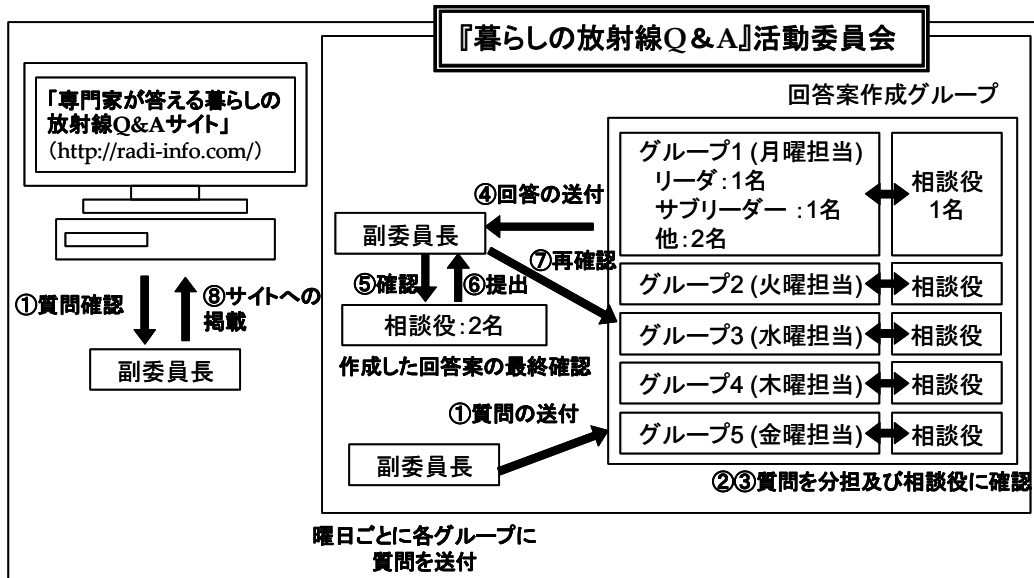 『暮らしの放射線Q&A』活動委員会
「専門家が答える暮らしの
放射線Q&Aサイト」
（http://radi-info.com/）
①質問確認
⑧サイトへの
掲載
副委員長
回答案作成グループ
グループ1 (月曜担当)
リーダ：1名
サブリーダー ：1名
他：2名
相談役
1名
グループ2 (火曜担当)
相談役
グループ3 (水曜担当)
相談役
グループ4 (木曜担当)
相談役
グループ5 (金曜担当)
相談役
②③質問を分担及び相談役に確認
④回答の送付
副委員長
⑦再確認
⑤確認
⑥提出
相談役：2名
作成した回答案の最終確認
①質問の送付
副委員長
曜日ごとに各グループに
質問を送付